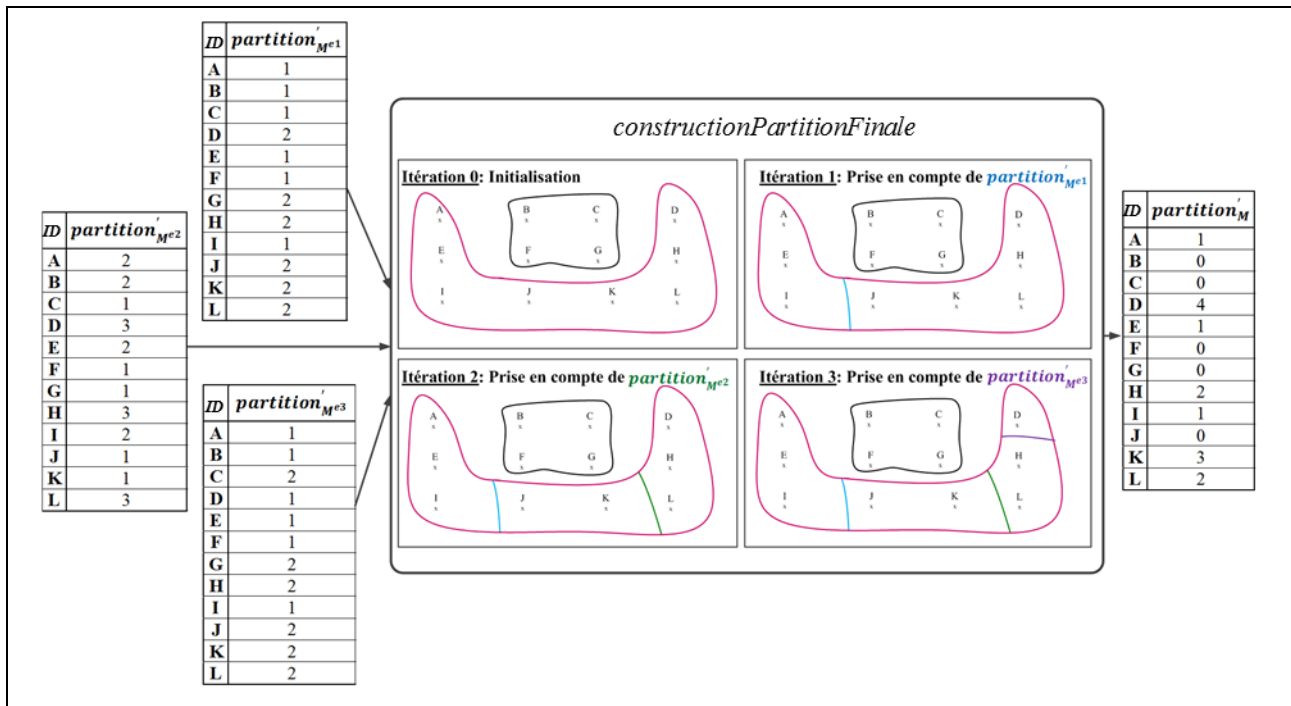 ID partition'M^e1
A 1
B 1
C 1
D 2
E 1
F 1
G 2
H 2
I 1
J 2
K 2
L 2
ID partition'M^e2
A 2
B 2
C 1
D 3
E 2
F 1
G 1
H 3
I 2
J 1
K 1
L 3
ID partition'M^e3
A 1
B 1
C 2
D 1
E 1
F 1
G 2
H 2
I 1
J 2
K 2
L 2
constructionPartitionFinale
Itération 0: Initialisation
A B C D
x x x x
E F G H
x x x x
I J K L
x x x x
Itération 1: Prise en compte de partition'M^e1
A B C D
x x x x
E F G H
x x x x
I J K L
x x x x
Itération 2: Prise en compte de partition'M^e2
A B C D
x x x x
E F G H
x x x x
I J K L
x x x x
Itération 3: Prise en compte de partition'M^e3
A B C D
x x x x
E F G H
x x x x
I J K L
x x x x
ID partition'M
A 1
B 0
C 0
D 4
E 1
F 0
G 0
H 2
I 1
J 0
K 3
L 2